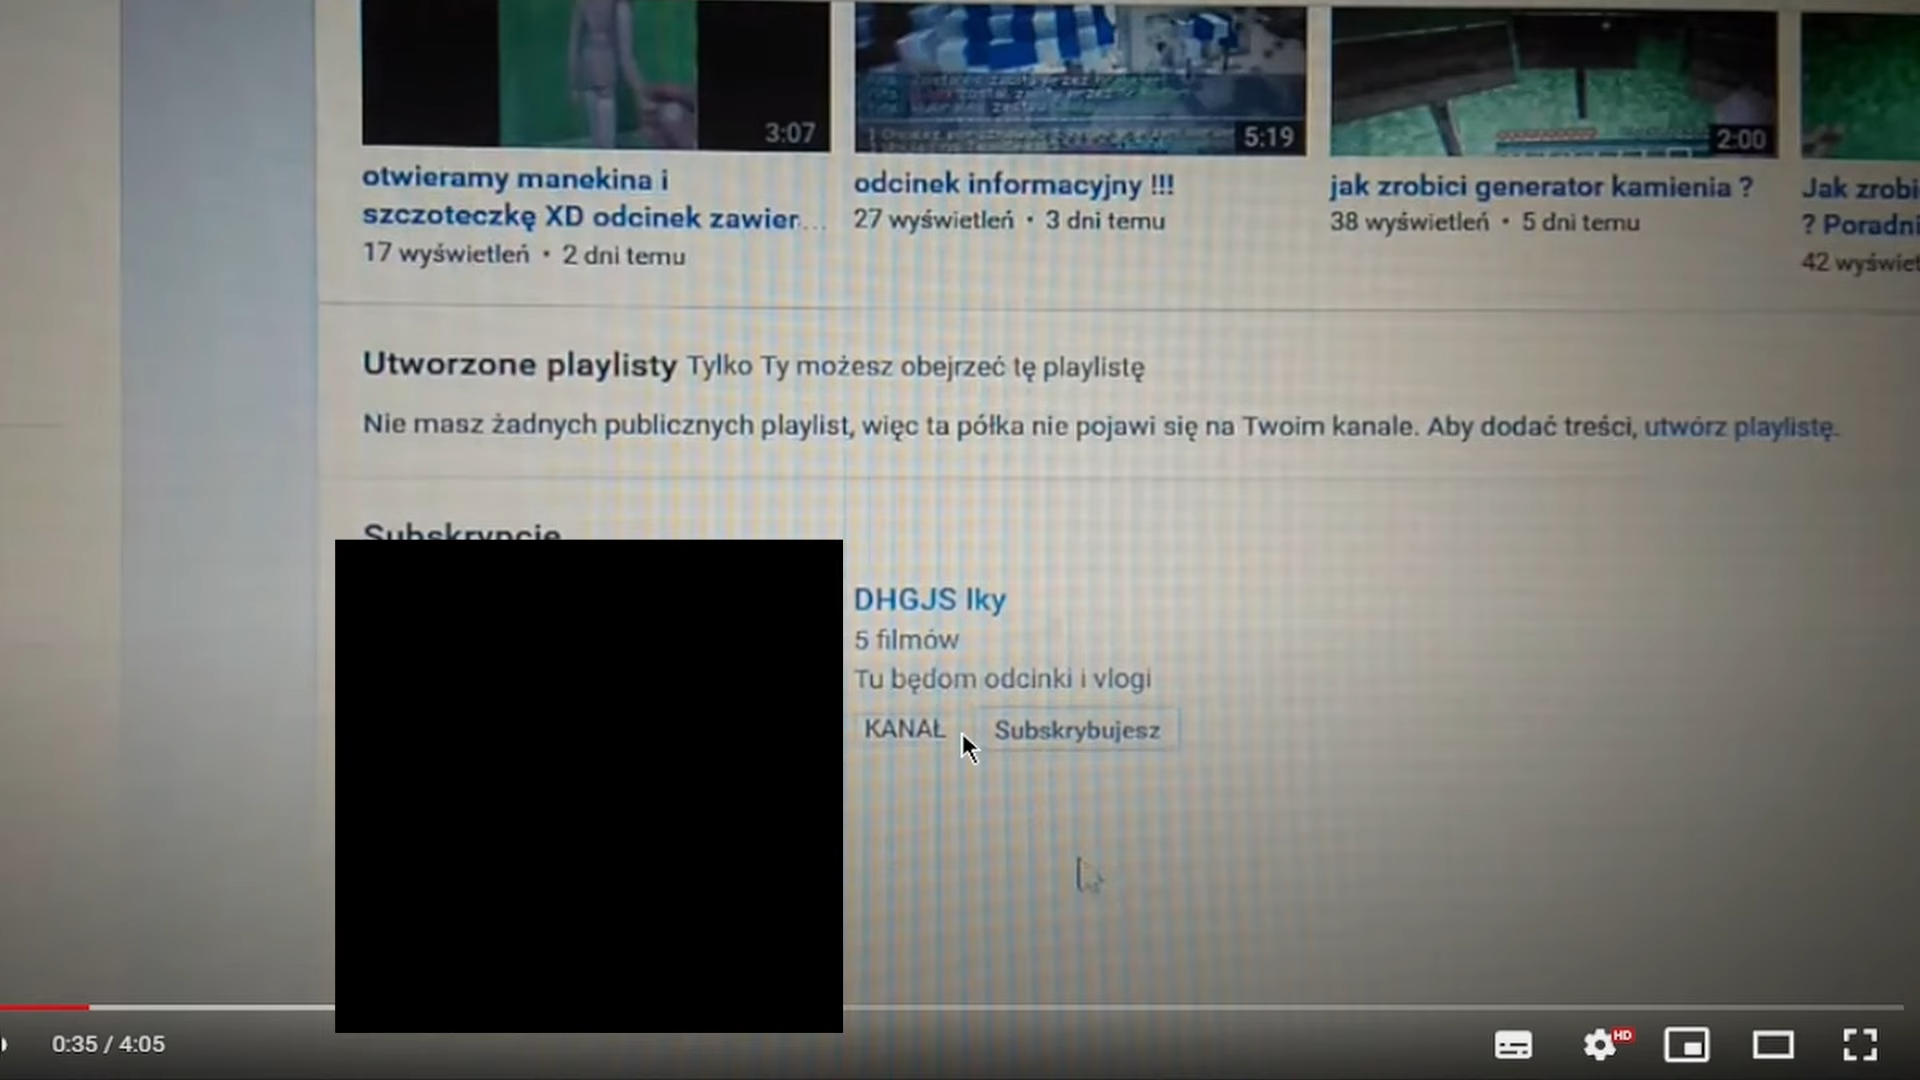 3:07
5:19
2:00
otwieramy manekina i
szczoteczkę XD odcinek zawier...
17 wyświetleń • 2 dni temu
odcinek informacyjny !!!
27 wyświetleń • 3 dni temu
jak zrobici generator kamienia ?
38 wyświetleń • 5 dni temu
Jak zrobi
? Poradni
42 wyświet
Utworzone playlisty Tylko Ty możesz obejrzeć tę playlistę
Nie masz żadnych publicznych playlist, więc ta półka nie pojawi się na Twoim kanale. Aby dodać treści, utwórz playlistę.
Subskrypcje
DHGJS lky
5 filmów
Tu będom odcinki i vlogi
KANAŁ Subskrybujesz
0:35 / 4:05
HD